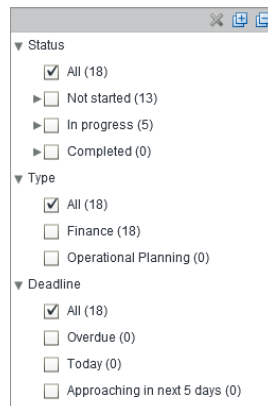 Status
All (18)
Not started (13)
In progress (5)
Completed (0)
Type
All (18)
Finance (18)
Operational Planning (0)
Deadline
All (18)
Overdue (0)
Today (0)
Approaching in next 5 days (0)